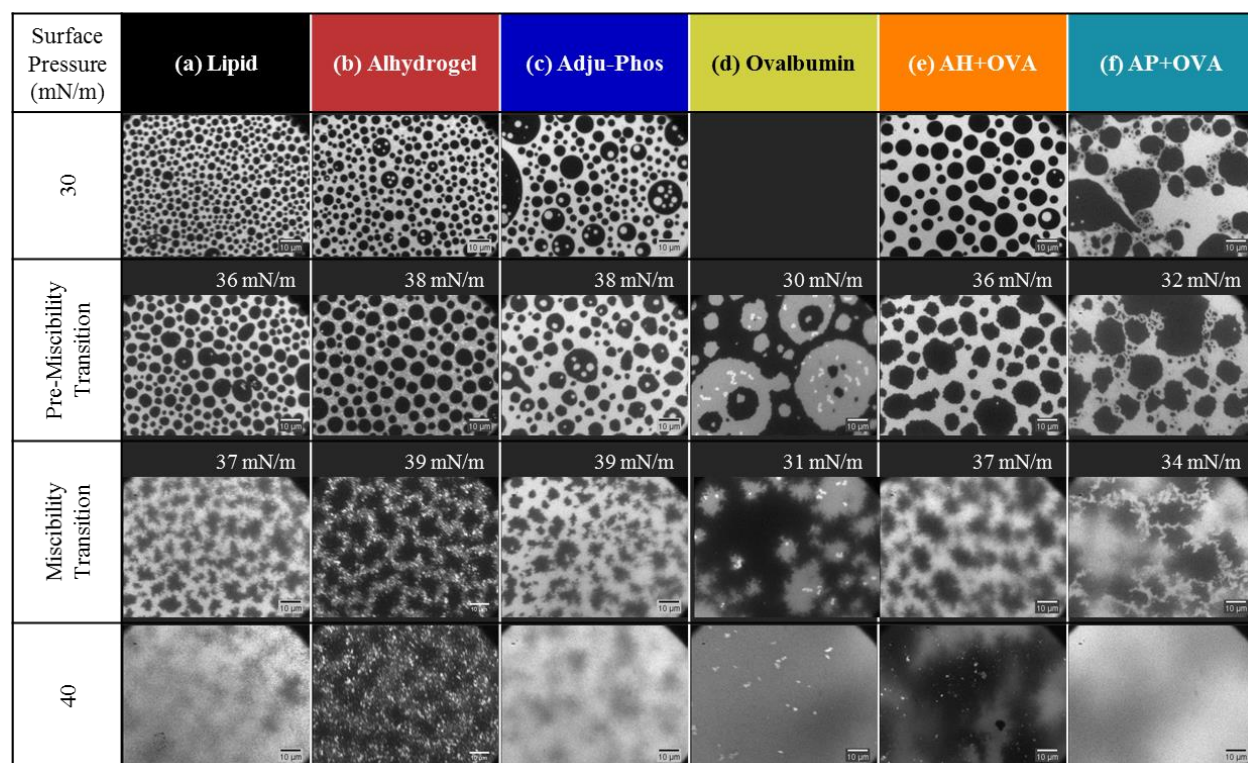 Surface
Pressure
(mN/m)
(a) Lipid
(b) Alhydrogel
(c) Adju-Phos
(d) Ovalbumin
(e) AH+OVA
(f) AP+OVA
30
10 µm
10 µm
10 µm
10 µm
10 µm
Pre-Miscibility
Transition
36 mN/m
38 mN/m
38 mN/m
30 mN/m
36 mN/m
32 mN/m
10 µm
10 µm
10 µm
10 µm
10 µm
10 µm
Miscibility
Transition
37 mN/m
39 mN/m
39 mN/m
31 mN/m
37 mN/m
34 mN/m
10 µm
10 µm
10 µm
10 µm
10 µm
10 µm
40
10 µm
10 µm
10 µm
10 µm
10 µm
10 µm